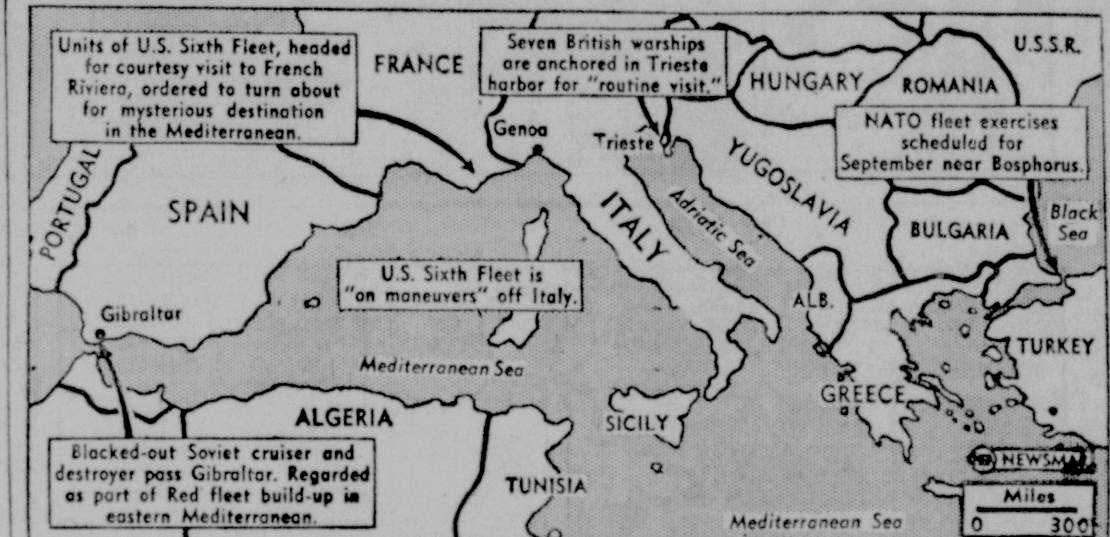 Units of U.S. Sixth Fleet, headed
for courtesy visit to French
Riviera, ordered to turn about
for mysterious destination
in the Mediterranean.
FRANCE
Seven British warships
are anchored in Trieste
harbor for "routine visit."
HUNGARY
ROMANIA
U.S.S.R.
NATO fleet exercises
scheduled for
September near Bosphorus.
Genoa
Trieste
YUGOSLAVIA
PORTUGAL
SPAIN
ITALY
Adriatic Sea
BULGARIA
Black
Sea
U.S. Sixth Fleet is
"on maneuvers" off Italy.
ALB.
Gibraltar
TURKEY
Mediterranean Sea
GREECE
ALGERIA
SICILY
Blacked-out Soviet cruiser and
destroyer pass Gibraltar. Regarded
as part of Red fleet build-up in
eastern Mediterranean.
TUNISIA
NEWSMAP
Miles
0 300
Mediterranean Sea